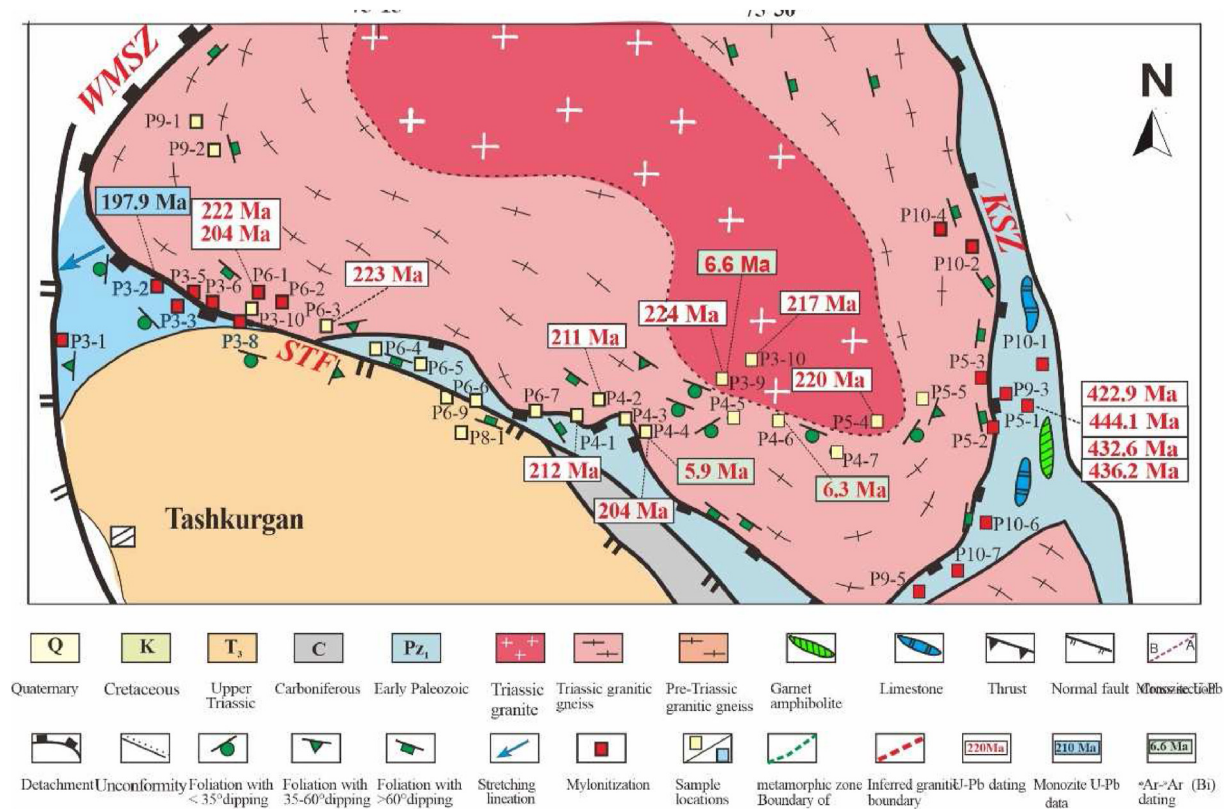 WMSZ
N
P9-1
P9-2
197.9 Ma
222 Ma
204 Ma
KSZ
P10-4
P10-2
P3-2
P3-5
P3-6
P6-1
P6-2
223 Ma
6.6 Ma
P3-3
P3-10
P6-3
224 Ma
217 Ma
P3-1
P3-8
STF
P6-4
211 Ma
P3-10
P10-1
P6-5
P3-9
220 Ma
P5-3
P6-6
P6-7
P4-2
P4-5
P5-5
P9-3
422.9 Ma
P6-9
P4-3
P5-4
P5-1
444.1 Ma
P8-1
P4-1
P4-4
P4-6
P5-2
432.6 Ma
212 Ma
5.9 Ma
P4-7
436.2 Ma
6.3 Ma
204 Ma
Tashkurgan
P10-6
P10-7
P9-5
Q
K
T3
C
Pz1
B A
Quaternary
Cretaceous
Upper
Triassic
Carboniferous
Early Paleozoic
Triassic
granite
Triassic granitic
gneiss
Pre-Triassic
granitic gneiss
Garnet
amphibolite
Limestone
Thrust
Normal fault
220Ma
210 Ma
6.6 Ma
Detachment
Unconformity
Foliation with
< 35°dipping
Foliation with
35-60°dipping
Foliation with
>60°dipping
Stretching
lineation
Mylonitization
Sample
locations
metamorphic zone
Boundary of
Inferred granitic
boundary
U-Pb dating
Monozite U-Pb
data
(Bi)
dating